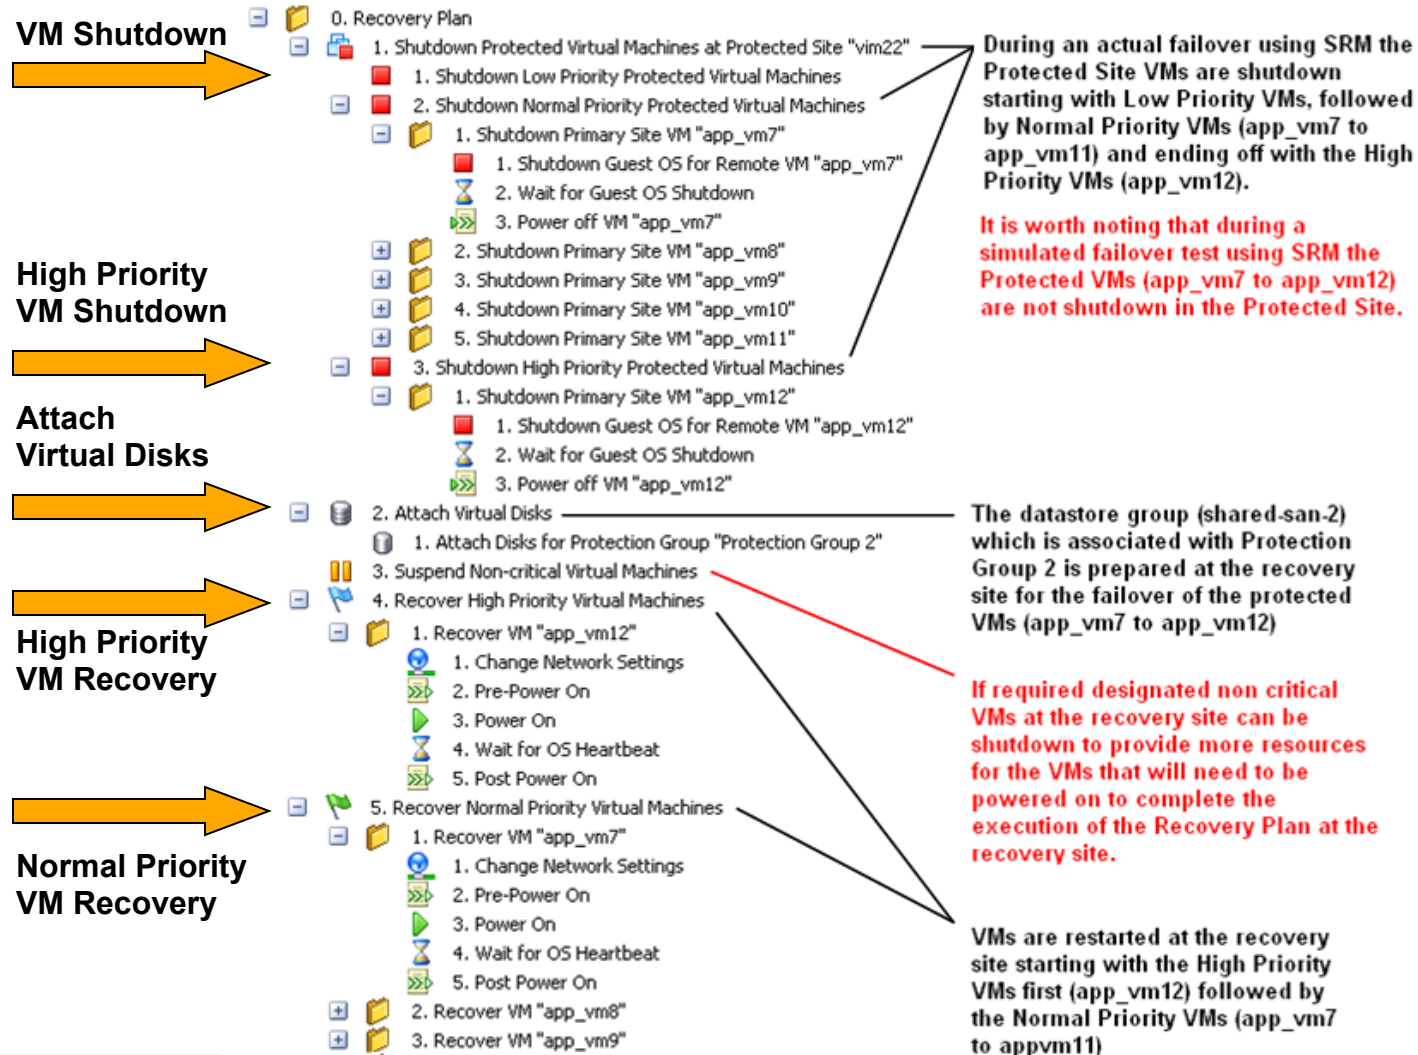 VM Shutdown
High Priority
VM Shutdown
Attach
Virtual Disks
High Priority
VM Recovery
Normal Priority
VM Recovery
0. Recovery Plan
1. Shutdown Protected Virtual Machines at Protected Site "vim22"
1. Shutdown Low Priority Protected Virtual Machines
2. Shutdown Normal Priority Protected Virtual Machines
1. Shutdown Primary Site VM "app_vm7"
1. Shutdown Guest OS for Remote VM "app_vm7"
2. Wait for Guest OS Shutdown
3. Power off VM "app_vm7"
2. Shutdown Primary Site VM "app_vm8"
3. Shutdown Primary Site VM "app_vm9"
4. Shutdown Primary Site VM "app_vm10"
5. Shutdown Primary Site VM "app_vm11"
3. Shutdown High Priority Protected Virtual Machines
1. Shutdown Primary Site VM "app_vm12"
1. Shutdown Guest OS for Remote VM "app_vm12"
2. Wait for Guest OS Shutdown
3. Power off VM "app_vm12"
2. Attach Virtual Disks
1. Attach Disks for Protection Group "Protection Group 2"
3. Suspend Non-critical Virtual Machines
4. Recover High Priority Virtual Machines
1. Recover VM "app_vm12"
1. Change Network Settings
2. Pre-Power On
3. Power On
4. Wait for OS Heartbeat
5. Post Power On
5. Recover Normal Priority Virtual Machines
1. Recover VM "app_vm7"
1. Change Network Settings
2. Pre-Power On
3. Power On
4. Wait for OS Heartbeat
5. Post Power On
2. Recover VM "app_vm8"
3. Recover VM "app_vm9"
During an actual failover using SRM the
Protected Site VMs are shutdown
starting with Low Priority VMs, followed
by Normal Priority VMs (app_vm7 to
app_vm11) and ending off with the High
Priority VMs (app_vm12).
It is worth noting that during a
simulated failover test using SRM the
Protected VMs (app_vm7 to app_vm12)
are not shutdown in the Protected Site.
The datastore group (shared-san-2)
which is associated with Protection
Group 2 is prepared at the recovery
site for the failover of the protected
VMs (app_vm7 to app_vm12)
If required designated non critical
VMs at the recovery site can be
shutdown to provide more resources
for the VMs that will need to be
powered on to complete the
execution of the Recovery Plan at the
recovery site.
VMs are restarted at the recovery
site starting with the High Priority
VMs first (app_vm12) followed by
the Normal Priority VMs (app_vm7
to appvm11)